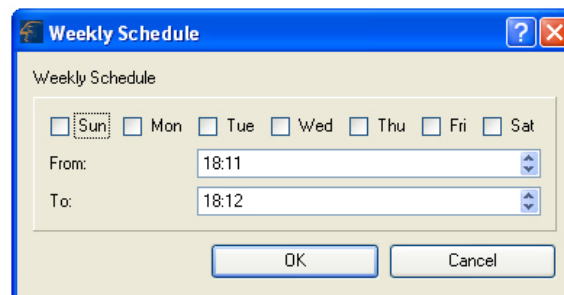 Weekly Schedule
Weekly Schedule
Sun Mon Tue Wed Thu Fri Sat
From: 18:11
To: 18:12
OK Cancel